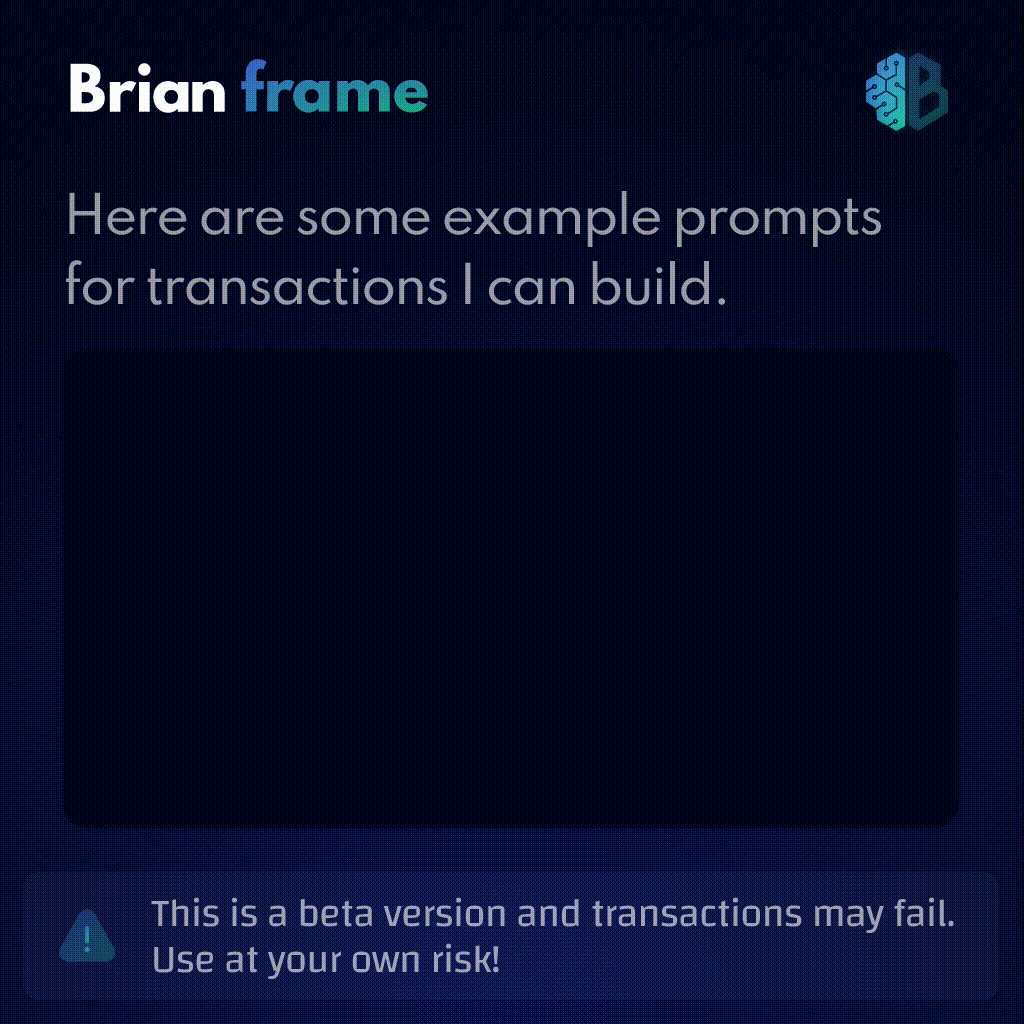 Brian frame
Here are some example prompts
for transactions I can build.
This is a beta version and transactions may fail.
Use at your own risk!